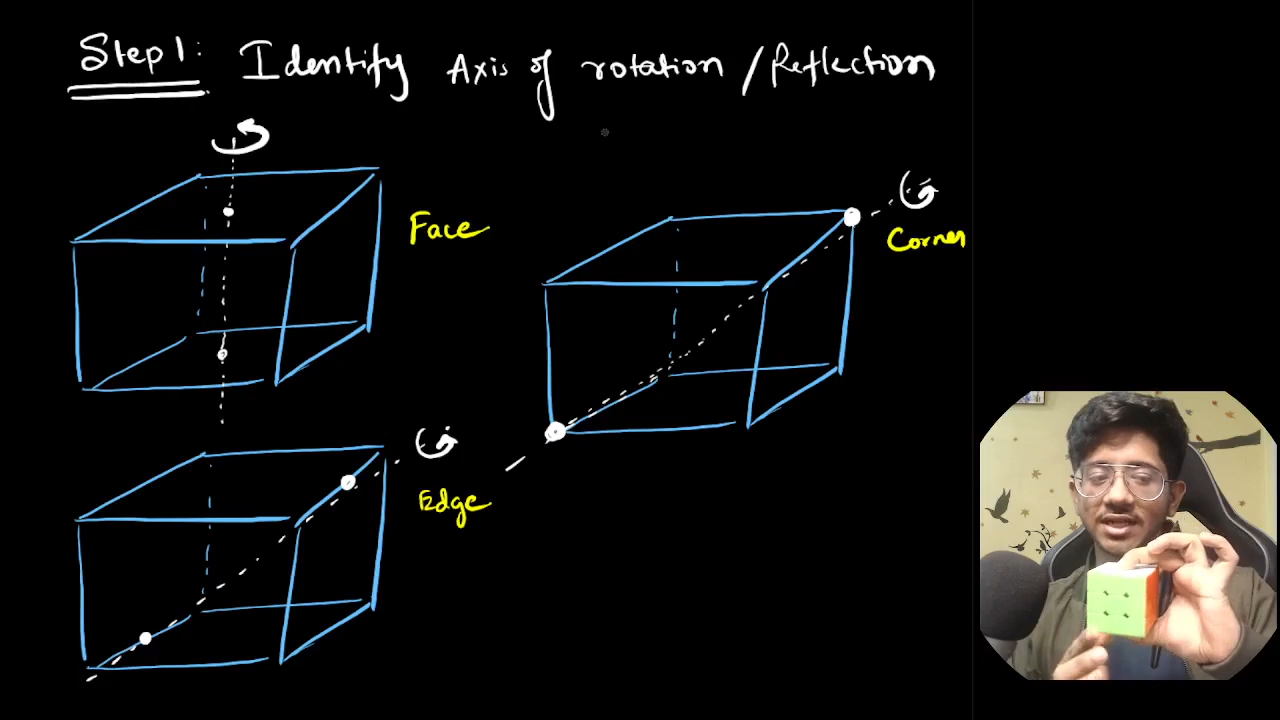 Step 1: Identify Axis of rotation / Reflection
Face
Corner
Edge